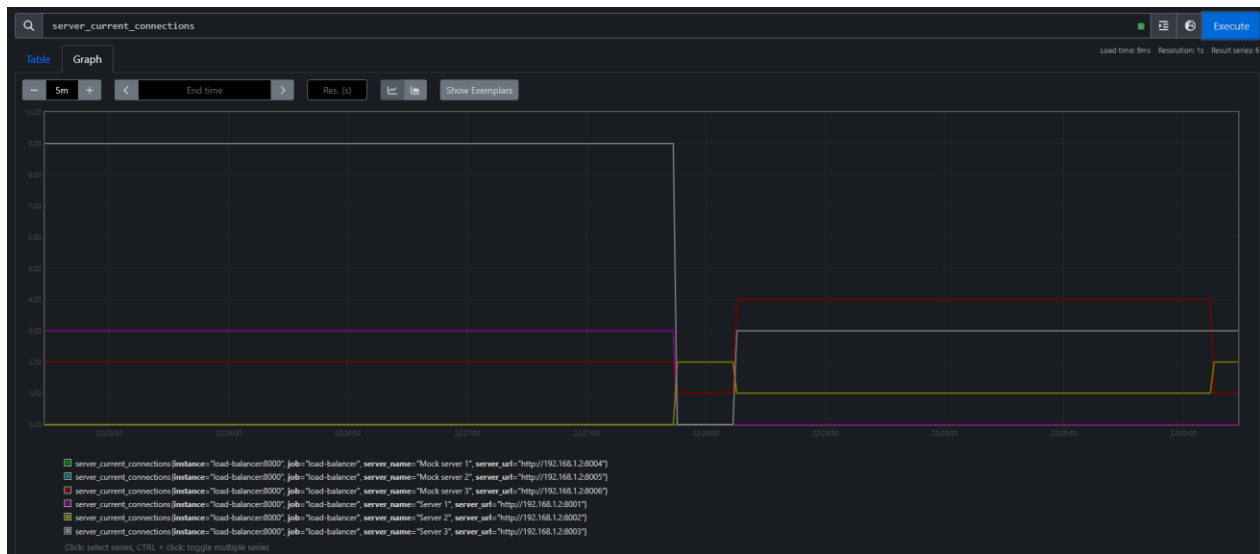 server_current_connections
Execute
Load time: 9ms Resolution: 1s Result series: 6
Table
Graph
5m
End time
Res. (s)
Show Exemplars
10.00
9.00
8.00
7.00
6.00
5.00
4.00
3.00
2.00
1.00
0.00
server_current_connections{instance="load-balancer:8000", job="load-balancer", server_name="Mock server 1", server_url="http://192.168.1.2:8004"}
server_current_connections{instance="load-balancer:8000", job="load-balancer", server_name="Mock server 2", server_url="http://192.168.1.2:8005"}
server_current_connections{instance="load-balancer:8000", job="load-balancer", server_name="Mock server 3", server_url="http://192.168.1.2:8006"}
server_current_connections{instance="load-balancer:8000", job="load-balancer", server_name="Server 1", server_url="http://192.168.1.2:8001"}
server_current_connections{instance="load-balancer:8000", job="load-balancer", server_name="Server 2", server_url="http://192.168.1.2:8002"}
server_current_connections{instance="load-balancer:8000", job="load-balancer", server_name="Server 3", server_url="http://192.168.1.2:8003"}
Click: select series, CTRL + click: toggle multiple series